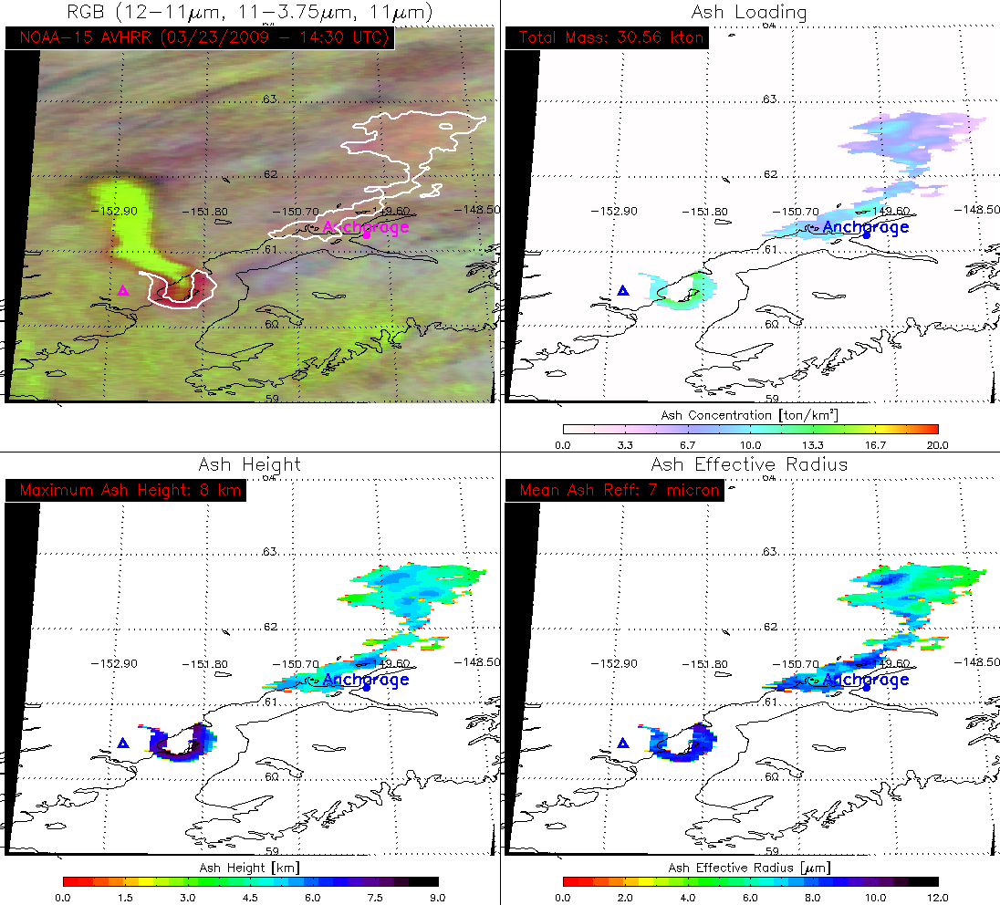 RGB (12-11μm, 11-3.75μm, 11μm)
NOAA-15 AVHRR (03/23/2009 - 14:30 UTC)
64
63
62
-152.90 -151.80 -150.70 -149.60 -148.50
Anchorage
61
60
59
Ash Loading
Total Mass: 30.56 kton
64
63
62
-152.90 -151.80 -150.70 -149.60 -148.50
Anchorage
61
60
59
Ash Concentration [ton/km²]
0.0 3.3 6.7 10.0 13.3 16.7 20.0
Ash Height
Maximum Ash Height: 8 km
64
63
62
-152.90 -151.80 -150.70 -149.60 -148.50
Anchorage
61
60
59
Ash Height [km]
0.0 1.5 3.0 4.5 6.0 7.5 9.0
Ash Effective Radius
Mean Ash Reff: 7 micron
64
63
62
-152.90 -151.80 -150.70 -149.60 -148.50
Anchorage
61
60
59
Ash Effective Radius [μm]
0.0 2.0 4.0 6.0 8.0 10.0 12.0